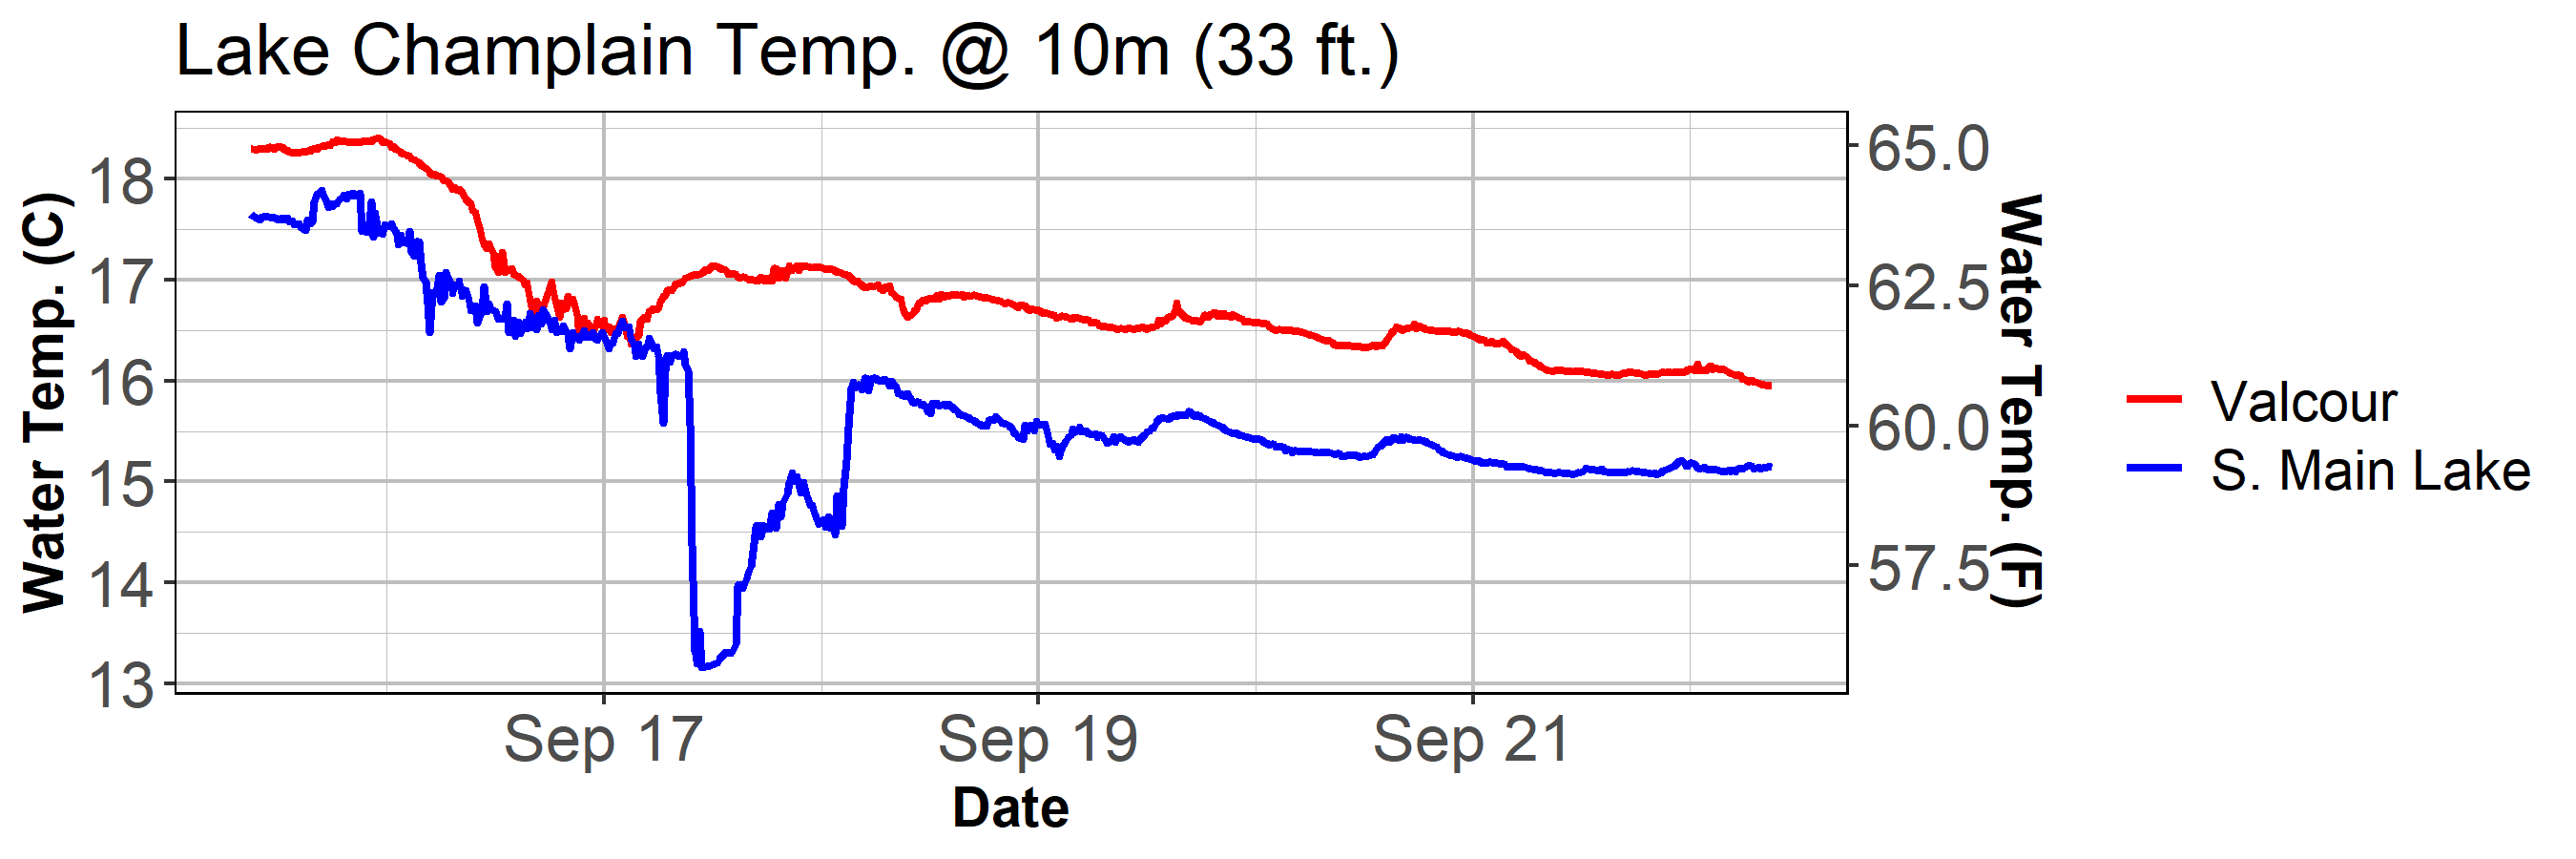 Lake Champlain Temp. @ 10m (33 ft.)
Water Temp. (C)
18
17
16
15
14
13
65.0
62.5
60.0
57.5
Water Temp. (F)
Sep 17
Sep 19
Sep 21
Date
Valcour
S. Main Lake